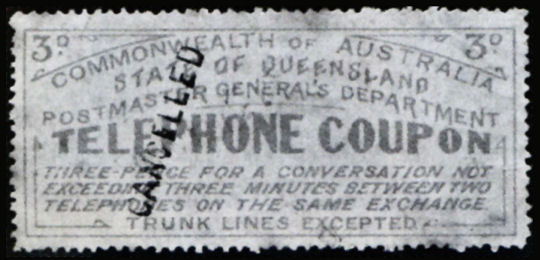 3D 3D
COMMONWEALTH OF AUSTRALIA
STATE OF QUEENSLAND
POSTMASTER GENERAL'S DEPARTMENT
TELEPHONE COUPON
THREE-PENCE FOR A CONVERSATION NOT
EXCEEDING THREE MINUTES BETWEEN TWO
TELEPHONES ON THE SAME EXCHANGE
TRUNK LINES EXCEPTED
CANCELLED